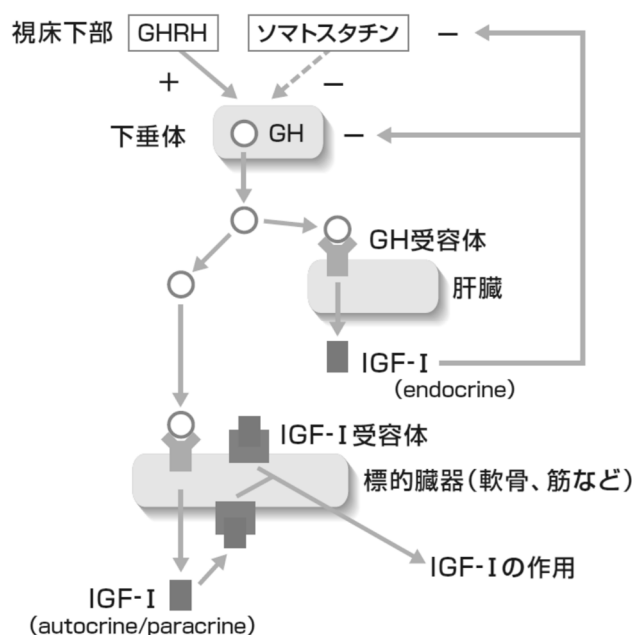 視床下部 GHRH ソマトスタチン −
+ −
下垂体 GH −
GH受容体
肝臓
IGF-I
(endocrine)
IGF-I受容体
標的臓器(軟骨、筋など)
IGF-Iの作用
IGF-I
(autocrine/paracrine)